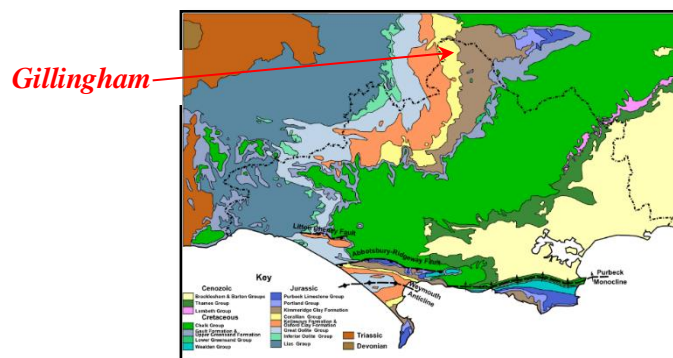 Gillingham
Litton Cheney Fault
Abbotsbury-Ridgeway Fault
Purbeck
Monocline
Weymouth
Anticline
Key
Cenozoic
Bracklesham & Barton Groups
Thames Group
Lambeth Group
Cretaceous
Chalk Group
Gault Formation &
Upper Greensand Formation
Lower Greensand Group
Wealden Group
Jurassic
Purbeck Limestone Group
Portland Group
Kimmeridge Clay Formation
Corallian Group
Kellaways Formation &
Oxford Clay Formation
Great Oolite Group
Inferior Oolite Group
Lias Group
Triassic
Devonian